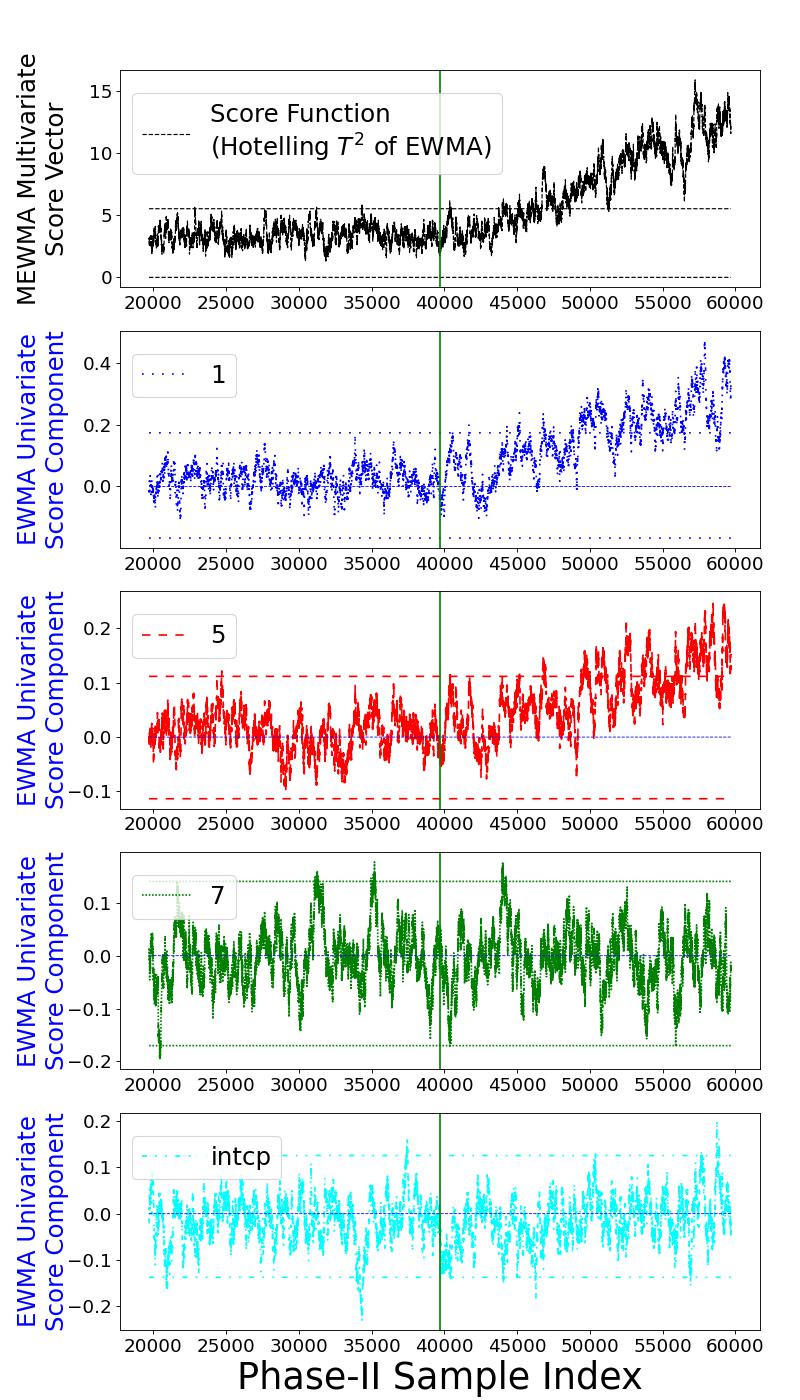 MEWMA Multivariate
Score Vector
15
10
5
0
Score Function
(Hotelling T² of EWMA)
20000 25000 30000 35000 40000 45000 50000 55000 60000
EWMA Univariate
Score Component
0.4
0.2
0.0
1
20000 25000 30000 35000 40000 45000 50000 55000 60000
EWMA Univariate
Score Component
0.2
0.1
0.0
−0.1
5
20000 25000 30000 35000 40000 45000 50000 55000 60000
EWMA Univariate
Score Component
0.1
0.0
−0.1
−0.2
7
20000 25000 30000 35000 40000 45000 50000 55000 60000
EWMA Univariate
Score Component
0.2
0.1
0.0
−0.1
−0.2
intcp
20000 25000 30000 35000 40000 45000 50000 55000 60000
Phase-II Sample Index